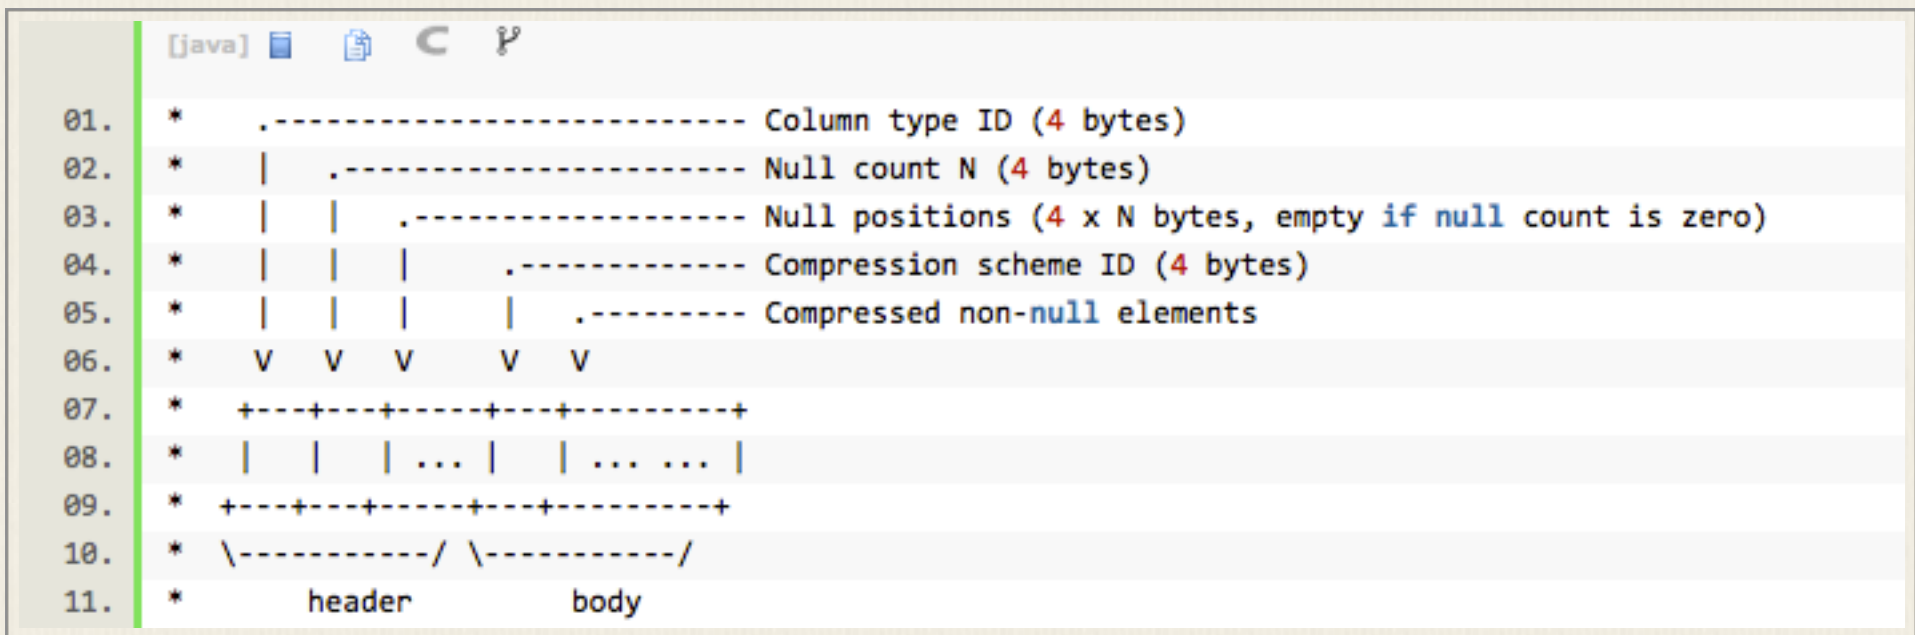 [java]
01. *    .--------------------------- Column type ID (4 bytes)
02. *    |   .----------------------- Null count N (4 bytes)
03. *    |   |   .------------------- Null positions (4 x N bytes, empty if null count is zero)
04. *    |   |   |     .------------- Compression scheme ID (4 bytes)
05. *    |   |   |     |   .--------- Compressed non-null elements
06. *    V   V   V     V   V
07. *   +---+---+-----+---+---------+
08. *   |   |   | ... |   | ... ... |
09. *  +---+---+-----+---+---------+
10. *  \-----------/ \-----------/
11. *       header         body